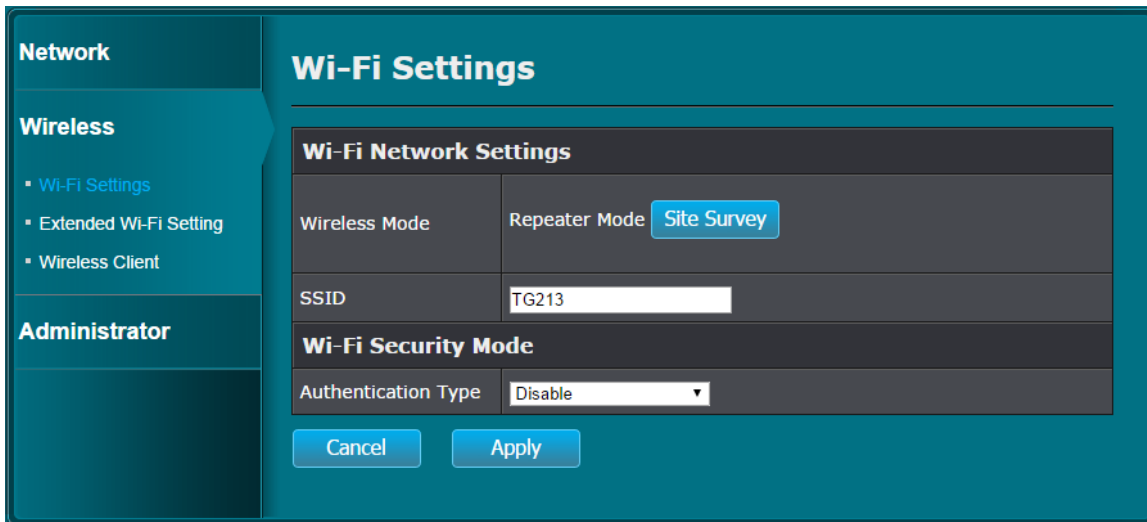 Network
Wireless
Wi-Fi Settings
Extended Wi-Fi Setting
Wireless Client
Administrator
Wi-Fi Settings
Wi-Fi Network Settings
Wireless Mode Repeater Mode Site Survey
SSID TG213
Wi-Fi Security Mode
Authentication Type Disable
Cancel Apply